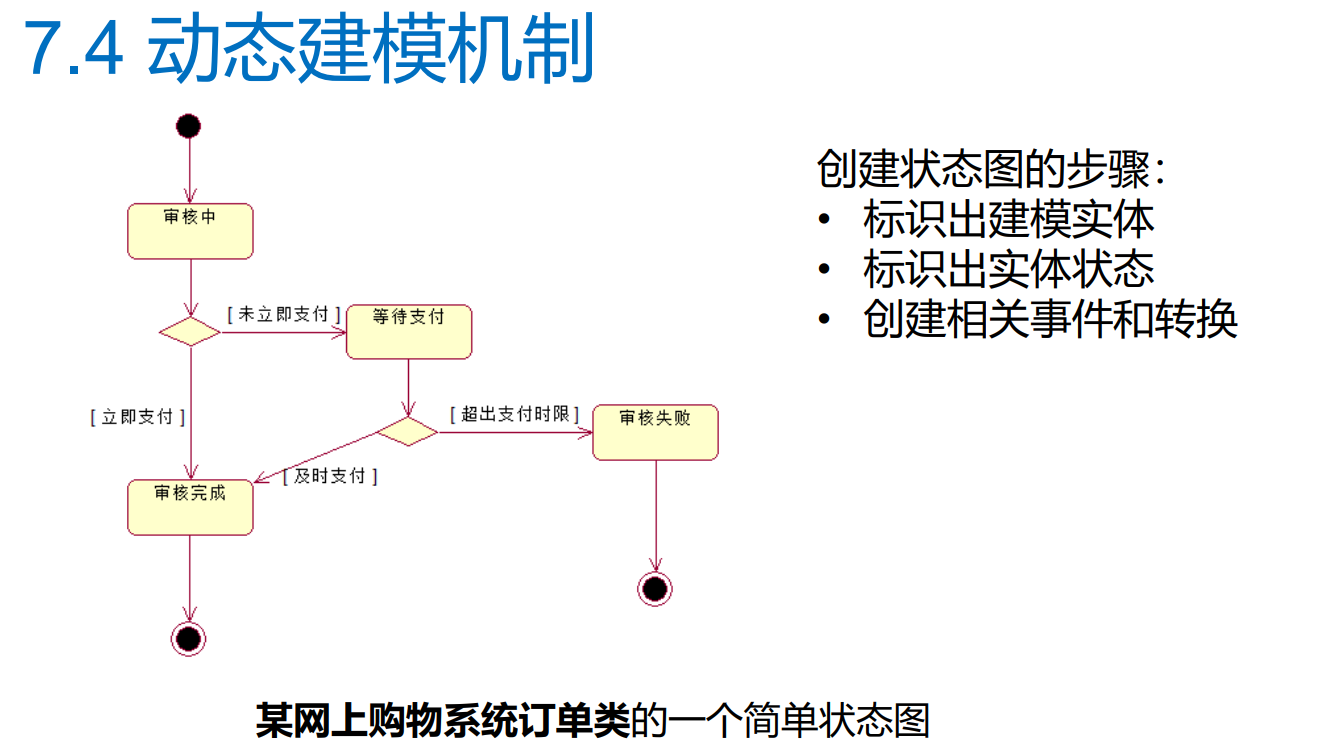 7.4 动态建模机制
审核中
[ 未立即支付 ]
等待支付
[ 立即支付 ]
[ 超出支付时限 ]
审核失败
[ 及时支付 ]
审核完成
创建状态图的步骤：
• 标识出建模实体
• 标识出实体状态
• 创建相关事件和转换
某网上购物系统订单类的一个简单状态图